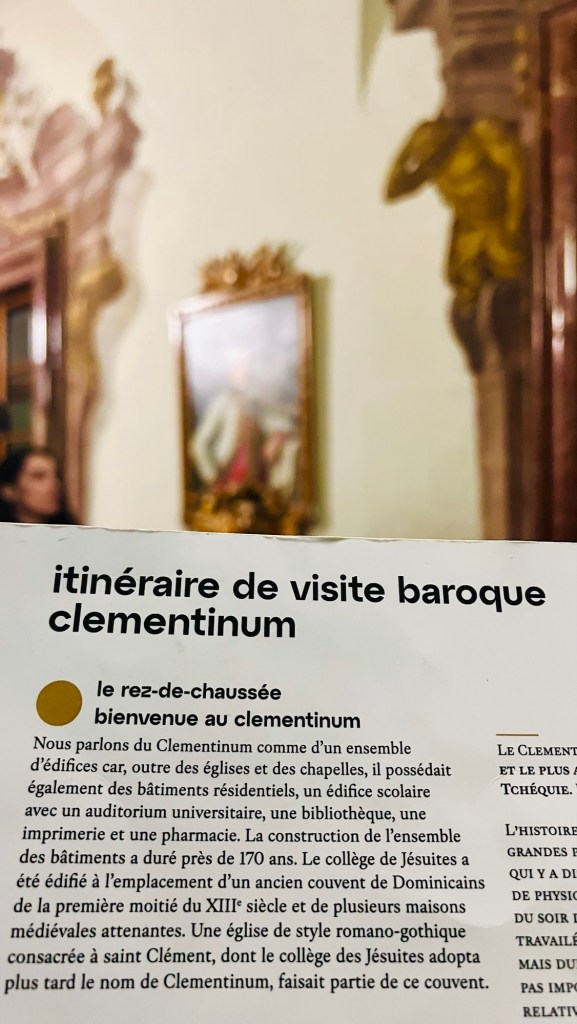 itinéraire de visite baroque
clementinum
le rez-de-chaussée
bienvenue au clementinum
Nous parlons du Clementinum comme d'un ensemble
d'édifices car, outre des églises et des chapelles, il possédait
également des bâtiments résidentiels, un édifice scolaire
avec un auditorium universitaire, une bibliothèque, une
imprimerie et une pharmacie. La construction de l'ensemble
des bâtiments a duré près de 170 ans. Le collège de Jésuites a
été édifié à l'emplacement d'un ancien couvent de Dominicains
de la première moitié du XIIIe siècle et de plusieurs maisons
médiévales attenantes. Une église de style romano-gothique
consacrée à saint Clément, dont le collège des Jésuites adopta
plus tard le nom de Clementinum, faisait partie de ce couvent.
LE CLEMENT
ET LE PLUS
TCHÉQUIE.
L'HISTOIRE
GRANDES
QUI Y A
DE PHYSI
DU SOIR
TRAVAILÉ
MAIS
PAS
RELATIV